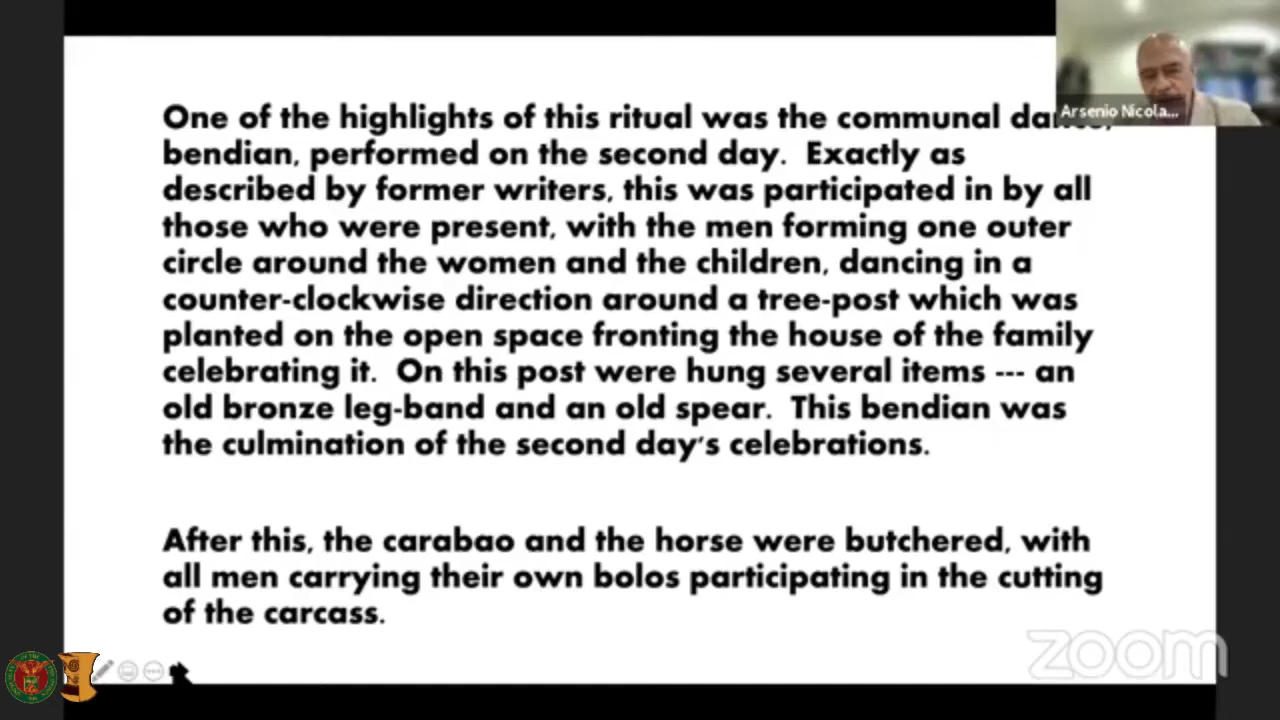 One of the highlights of this ritual was the communal
bendian, performed on the second day. Exactly as
described by former writers, this was participated in by all
those who were present, with the men forming one outer
circle around the women and the children, dancing in a
counter-clockwise direction around a tree-post which was
planted on the open space fronting the house of the family
celebrating it. On this post were hung several items --- an
old bronze leg-band and an old spear. This bendian was
the culmination of the second day's celebrations.
After this, the carabao and the horse were butchered, with
all men carrying their own bolos participating in the cutting
of the carcass.
Arsenio Nicola...
zoom